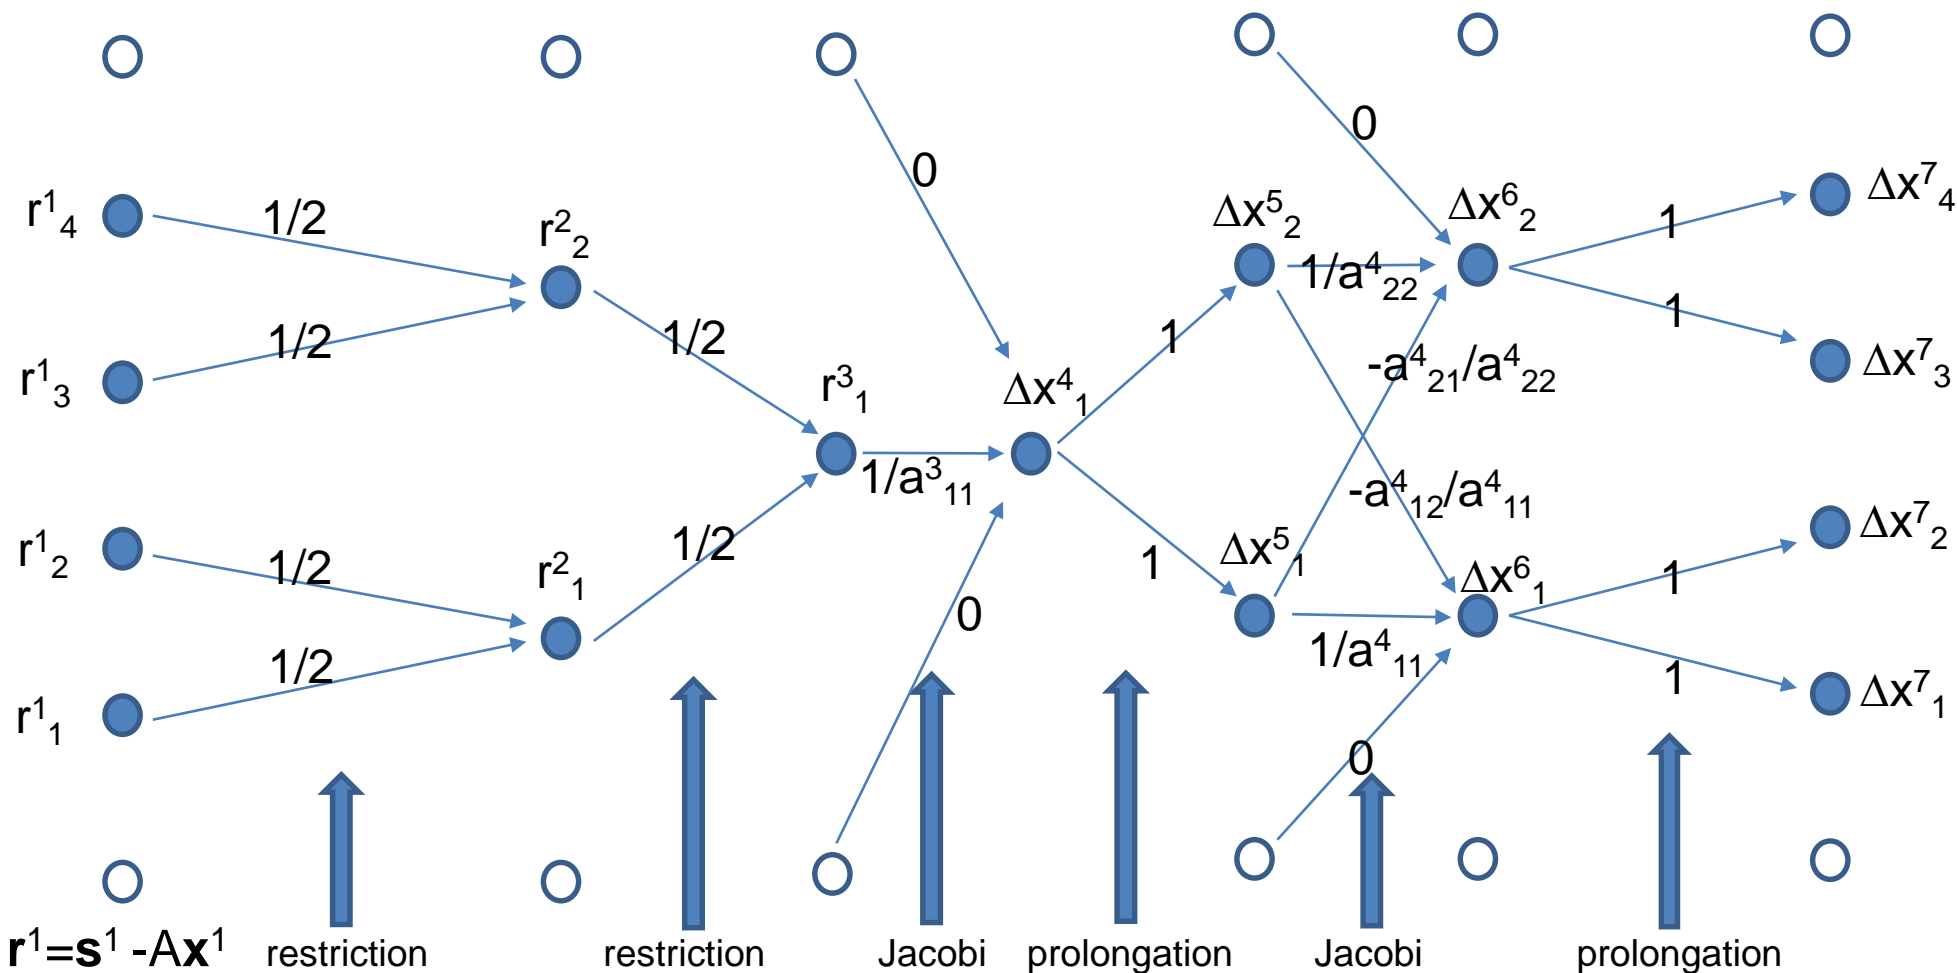 0
0
r¹₄
1/2
r²₂
Δx⁵₂
Δx⁶₂
1
Δx⁷₄
1/a⁴₂₂
1
1/2
r¹₃
1/2
1
-a⁴₂₁/a⁴₂₂
Δx⁷₃
r³₁
Δx⁴₁
1/a³₁₁
-a⁴₁₂/a⁴₁₁
r¹₂
1/2
r²₁
1/2
1
Δx⁵₁
Δx⁶₁
1
Δx⁷₂
0
1/a⁴₁₁
r¹₁
1/2
1
Δx⁷₁
0
r¹=s¹ -Ax¹
restriction
restriction
Jacobi
prolongation
Jacobi
prolongation